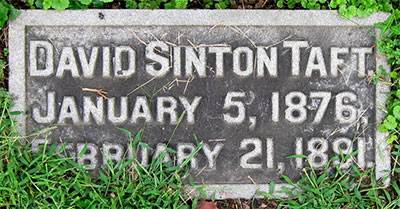 DAVID SINTON TAFT.
JANUARY 5, 1876,
FEBRUARY 21, 1891.